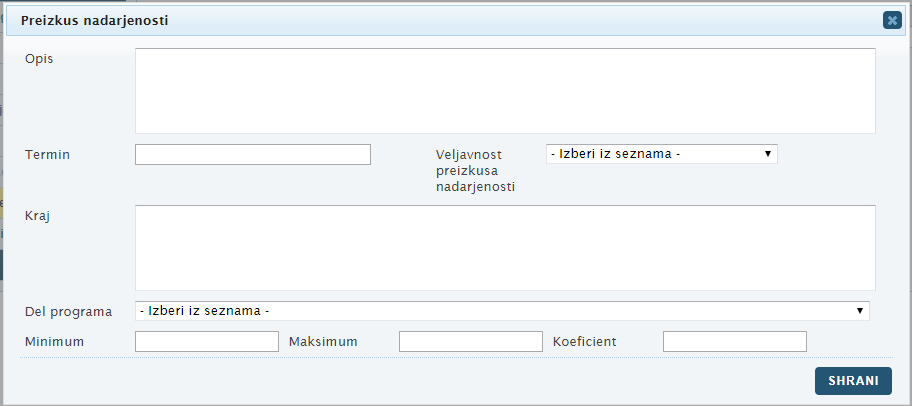 Preizkus nadarjenosti
Opis
Termin
Veljavnost
preizkusa
nadarjenosti
- Izberi iz seznama -
Kraj
Del programa
- Izberi iz seznama -
Minimum
Maksimum
Koeficient
SHRANI